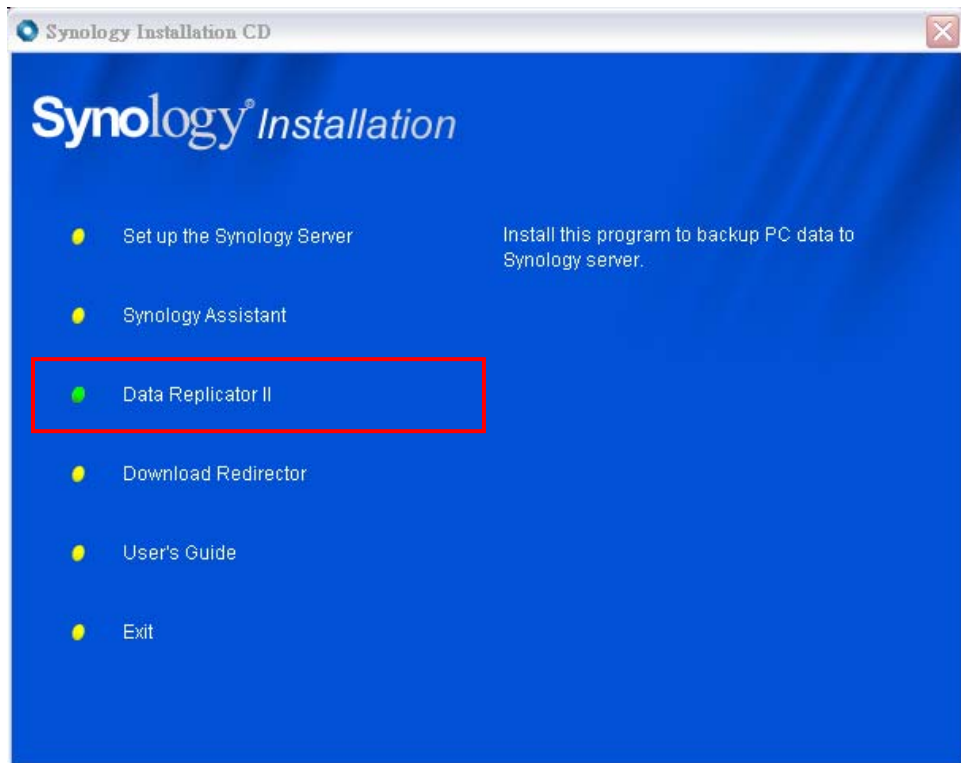 Synology Installation CD
Synology® Installation
Set up the Synology Server
Install this program to backup PC data to
Synology server.
Synology Assistant
Data Replicator II
Download Redirector
User's Guide
Exit